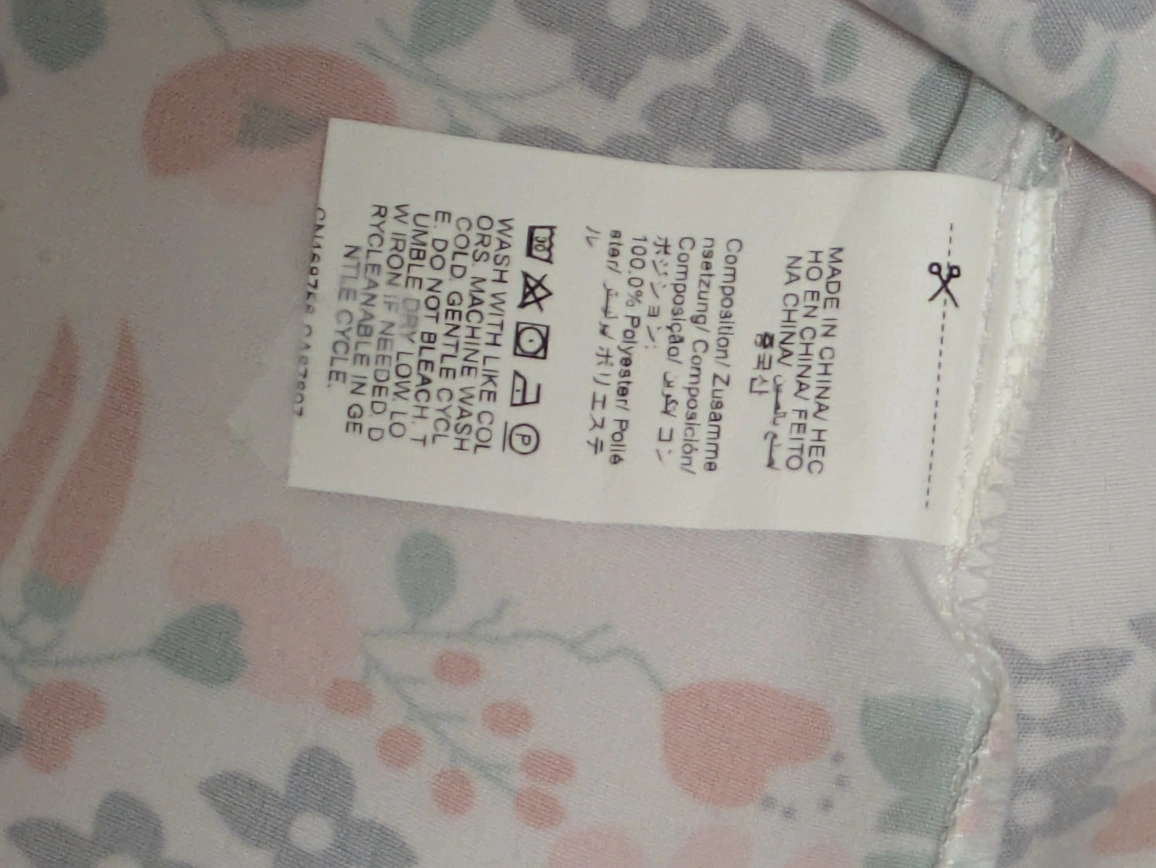 MADE IN CHINA/ HEC
HO EN CHINA/ FEITO
NA CHINA/ صنع بالصين
중국산
Composition/ Zusamme
nsetzung/ Composición/
Composição/ コン
ポジション:
100.0% Polyester/ Polié
ster/ بوليستر ポリエステ
ル
30
P
WASH WITH LIKE COL
ORS. MACHINE WASH
COLD. GENTLE CYCL
E. DO NOT BLEACH. T
UMBLE DRY LOW. LO
W IRON IF NEEDED. D
RYCLEANABLE IN GE
NTLE CYCLE.